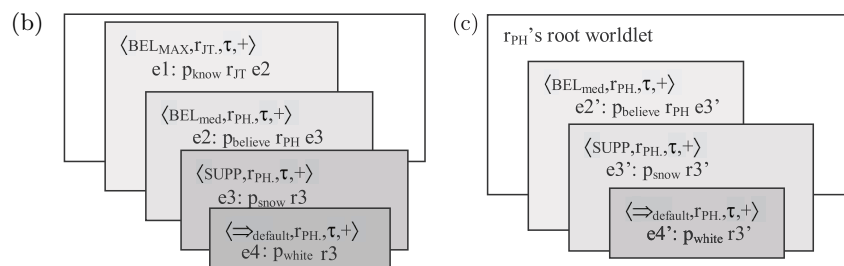 (b)
⟨BEL_MAX,r_JT.,τ,+⟩
e1: p_know r_JT e2
⟨BEL_med,r_PH.,τ,+⟩
e2: p_believe r_PH e3
⟨SUPP,r_PH.,τ,+⟩
e3: p_snow r3
⟨⇒_default,r_PH.,τ,+⟩
e4: p_white r3
(c)
r_PH's root worldlet
⟨BEL_med,r_PH.,τ,+⟩
e2’: p_believe r_PH e3’
⟨SUPP,r_PH.,τ,+⟩
e3’: p_snow r3’
⟨⇒_default,r_PH.,τ,+⟩
e4’: p_white r3’